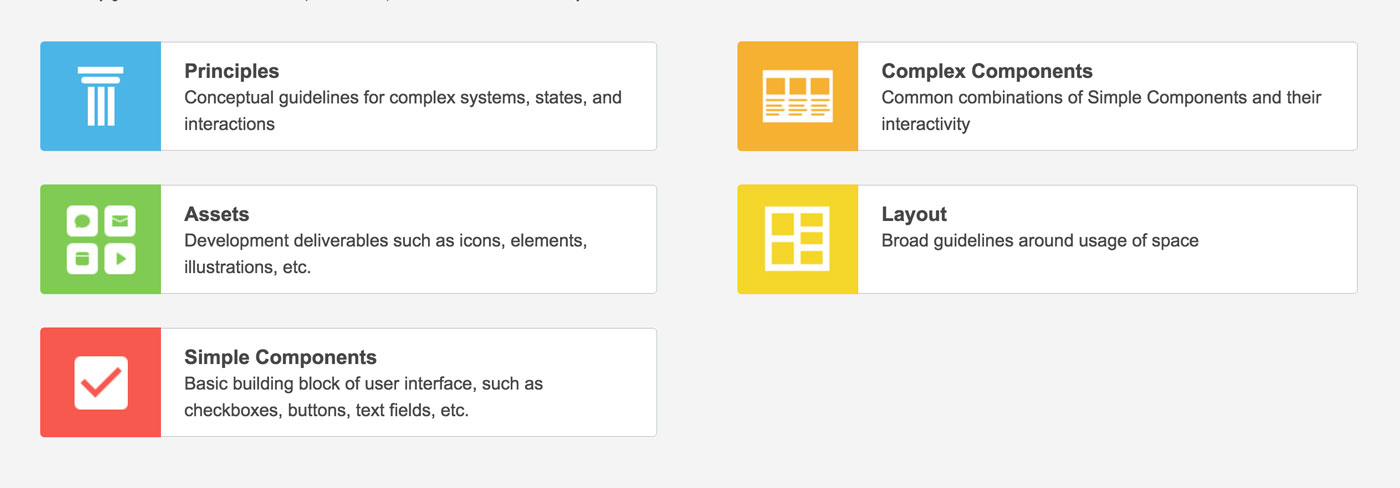 Principles
Conceptual guidelines for complex systems, states, and
interactions
Assets
Development deliverables such as icons, elements,
illustrations, etc.
Simple Components
Basic building block of user interface, such as
checkboxes, buttons, text fields, etc.
Complex Components
Common combinations of Simple Components and their
interactivity
Layout
Broad guidelines around usage of space